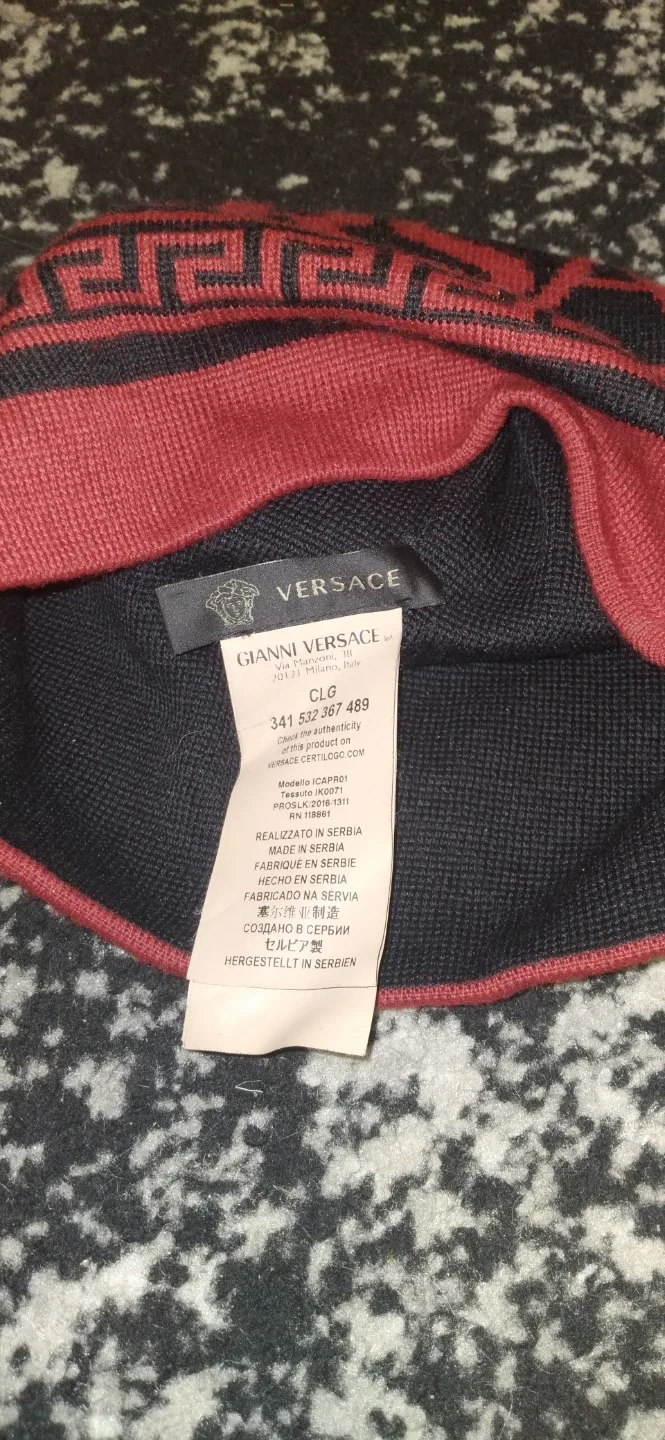 VERSACE
GIANNI VERSACE
Via Manzoni, 38
20121 Milano, Italy
CLG
341 532 367 489
Check the authenticity
of this product on
VERSACE.CERTILOGO.COM
Modello ICAPR01
Tessuto IK0071
PROSLK/2016/1311
RN 118861
REALIZZATO IN SERBIA
MADE IN SERBIA
FABRIQUÉ EN SERBIE
HECHO EN SERBIA
FABRICADO NA SÉRVIA
塞尔维亚制造
СОЗДАНО В СЕРБИИ
セルビア製
HERGESTELLT IN SERBIEN